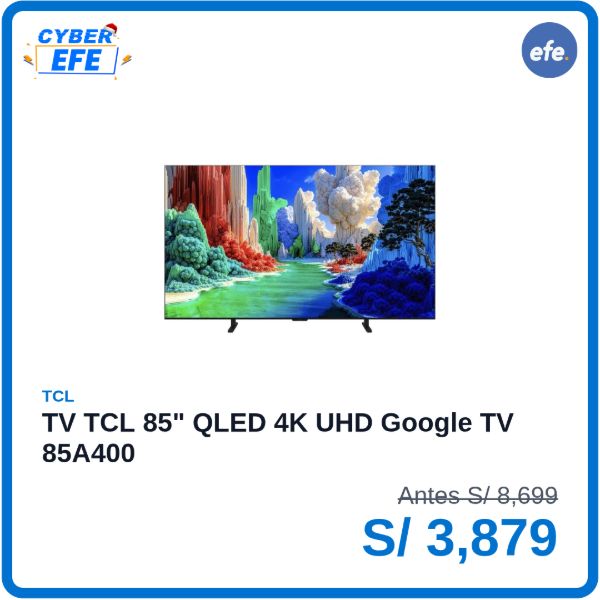 CYBER
EFE
efe.
TCL
TV TCL 85" QLED 4K UHD Google TV
85A400
Antes S/ 8,699
S/ 3,879